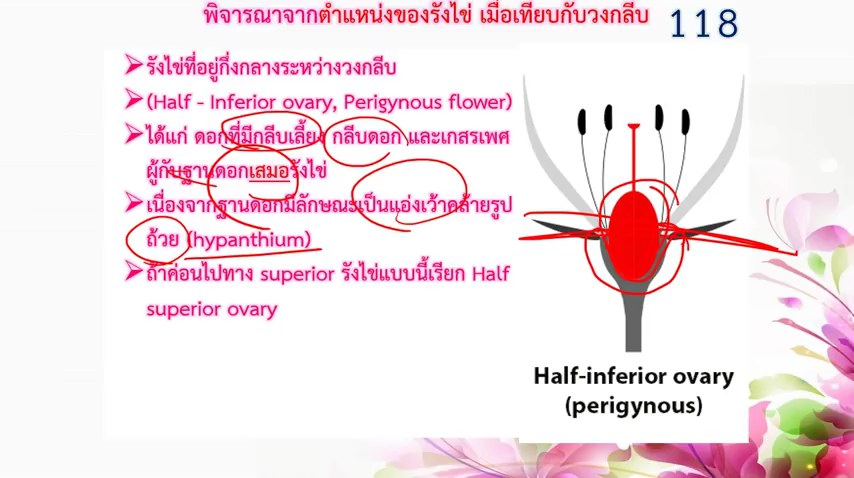 พิจารณาจากตำแหน่งของรังไข่ เมื่อเทียบกับวงกลีบ
118
➢รังไข่ที่อยู่กึ่งกลางระหว่างวงกลีบ
➢(Half - Inferior ovary, Perigynous flower)
➢ได้แก่ ดอกที่มีกลีบเลี้ยง กลีบดอก และเกสรเพศ
ผู้กับฐานดอกเสมอรังไข่
➢เนื่องจากฐานดอกมีลักษณะเป็นแอ่งเว้าคล้ายรูป
ถ้วย (hypanthium)
➢ถ้าค่อนไปทาง superior รังไข่แบบนี้เรียก Half
superior ovary
Half-inferior ovary
(perigynous)